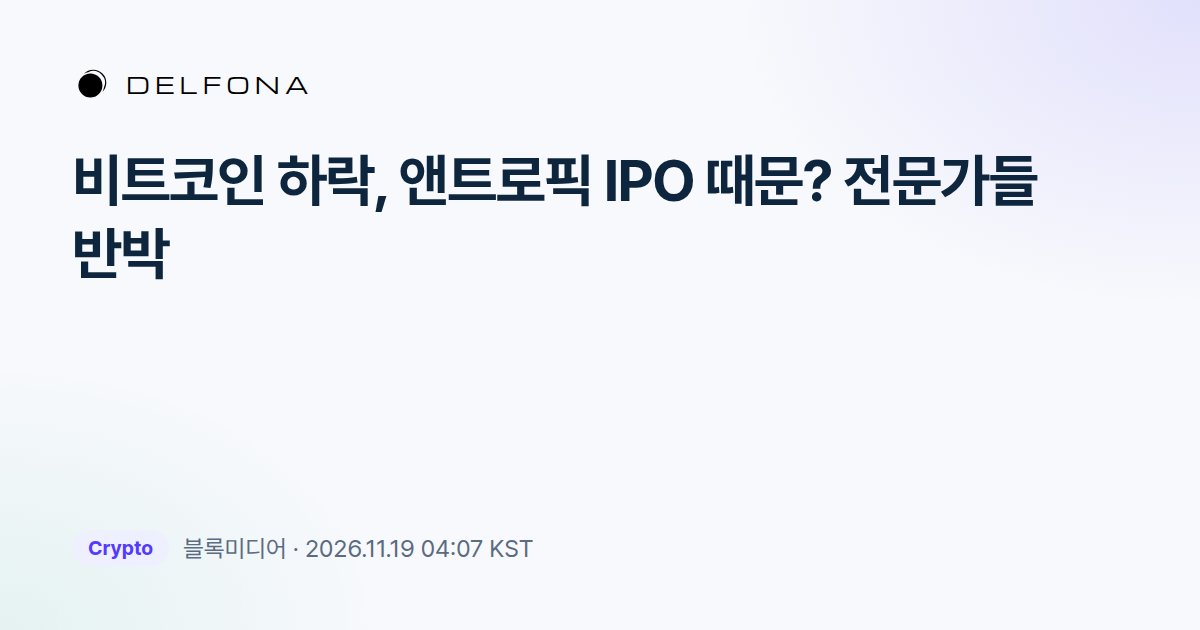 DELFONA
비트코인 하락, 앤트로픽 IPO 때문? 전문가들
반박
Crypto 블록미디어 · 2026.11.19 04:07 KST